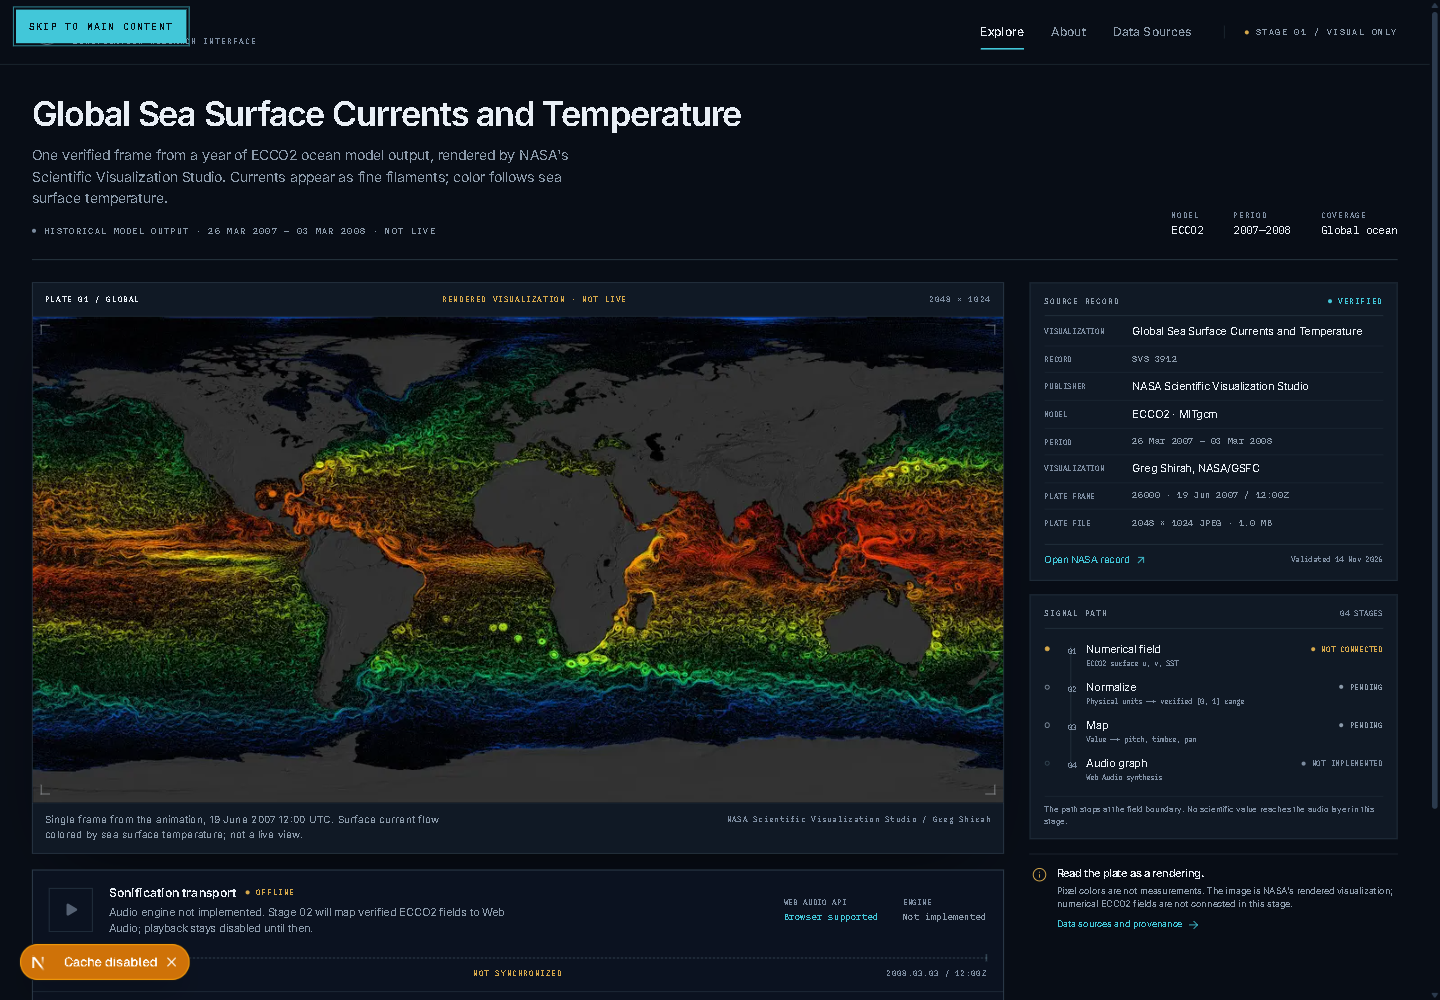 SKIP TO MAIN CONTENT
INTERFACE
Explore
About
Data Sources
STAGE 01 / VISUAL ONLY
Global Sea Surface Currents and Temperature
One verified frame from a year of ECCO2 ocean model output, rendered by NASA's
Scientific Visualization Studio. Currents appear as fine filaments; color follows sea
surface temperature.
HISTORICAL MODEL OUTPUT · 26 MAR 2007 – 03 MAR 2008 · NOT LIVE
MODEL
ECCO2
PERIOD
2007–2008
COVERAGE
Global ocean
PLATE 01 / GLOBAL
RENDERED VISUALIZATION · NOT LIVE
2048 × 1024
Single frame from the animation, 19 June 2007 12:00 UTC. Surface current flow
colored by sea surface temperature; not a live view.
NASA Scientific Visualization Studio / Greg Shirah
SOURCE RECORD
VERIFIED
VISUALIZATION
Global Sea Surface Currents and Temperature
RECORD
SVS 3912
PUBLISHER
NASA Scientific Visualization Studio
MODEL
ECCO2 · MITgcm
PERIOD
26 Mar 2007 – 03 Mar 2008
VISUALIZATION
Greg Shirah, NASA/GSFC
PLATE FRAME
26000 · 19 Jun 2007 / 12:00Z
PLATE FILE
2048 × 1024 JPEG · 1.0 MB
Open NASA record ↗
Validated 14 Nov 2026
SIGNAL PATH
04 STAGES
01
Numerical field
NOT CONNECTED
ECCO2 surface u, v, SST
02
Normalize
PENDING
Physical units → verified [0, 1] range
03
Map
PENDING
Value → pitch, timbre, pan
04
Audio graph
NOT IMPLEMENTED
Web Audio synthesis
The path stops at the field boundary. No scientific value reaches the audio layer in this
stage.
Read the plate as a rendering.
Pixel colors are not measurements. The image is NASA's rendered visualization;
numerical ECCO2 fields are not connected in this stage.
Data sources and provenance →
Sonification transport
OFFLINE
Audio engine not implemented. Stage 02 will map verified ECCO2 fields to Web
Audio; playback stays disabled until then.
WEB AUDIO API
Browser supported
ENGINE
Not implemented
NOT SYNCHRONIZED
2008.03.03 / 12:00Z
N
Cache disabled ×